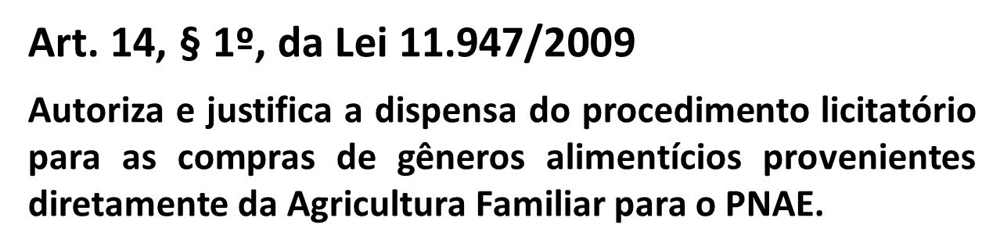 Art. 14, § 1º, da Lei 11.947/2009
Autoriza e justifica a dispensa do procedimento licitatório
para as compras de gêneros alimentícios provenientes
diretamente da Agricultura Familiar para o PNAE.